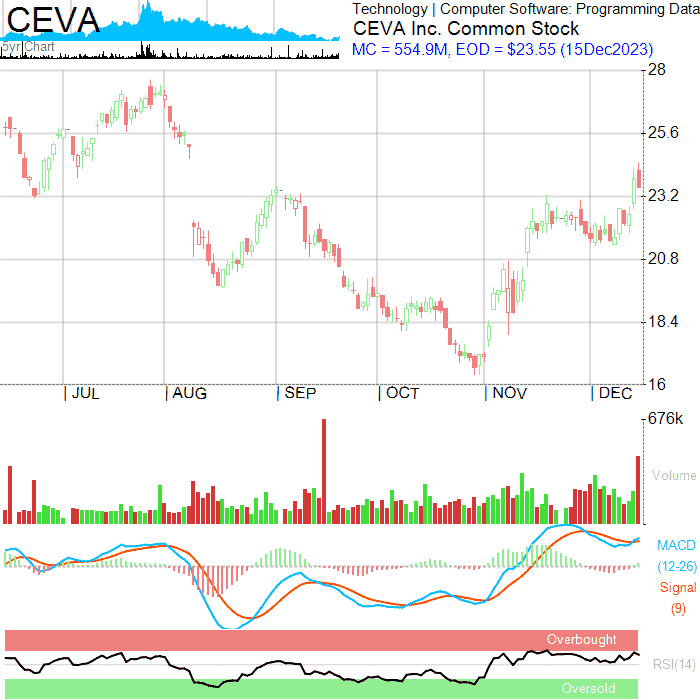 CEVA
5yr Chart
Technology | Computer Software: Programming Data
CEVA Inc. Common Stock
MC = 554.9M, EOD = $23.55 (15Dec2023)
28
25.6
23.2
20.8
18.4
16
| JUL | AUG | SEP | OCT | NOV | DEC
676k
Volume
MACD
(12-26)
Signal
(9)
Overbought
RSI(14)
Oversold